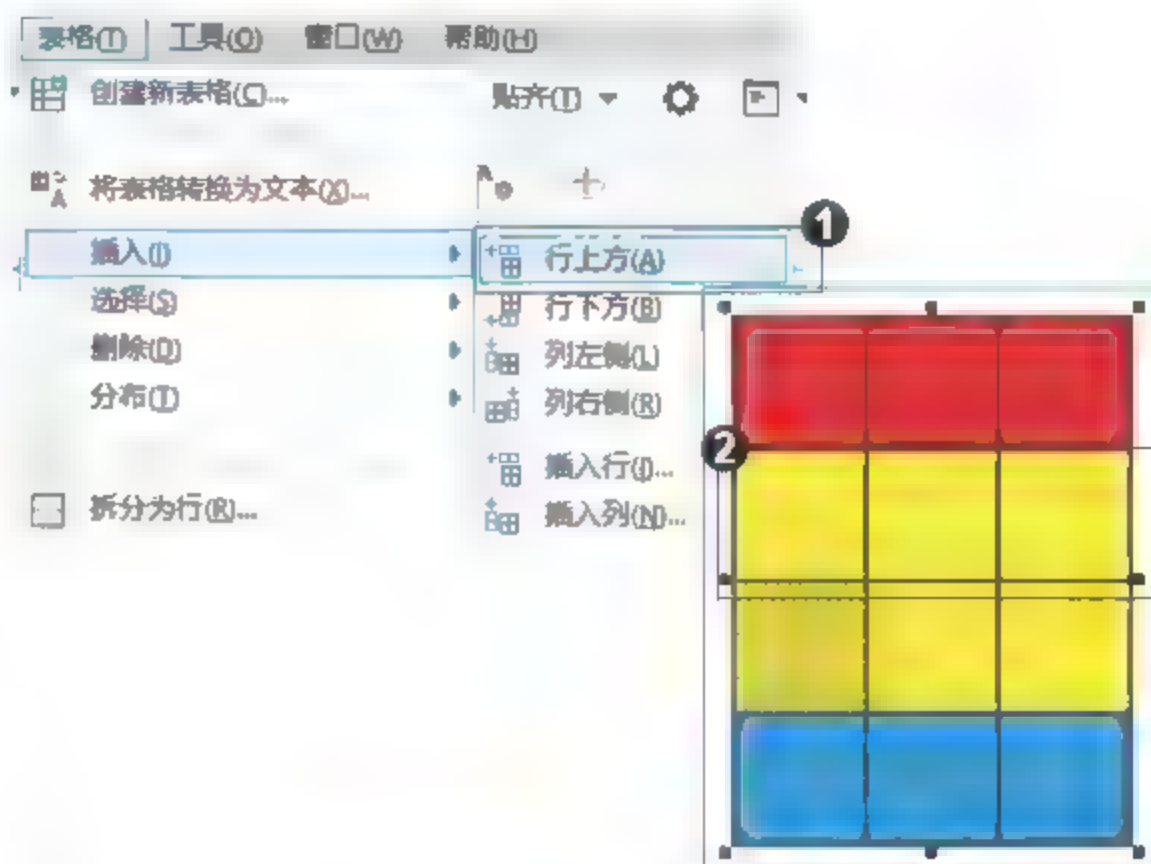 表格(T) 工具(O) 窗口(W) 帮助(H)
创建新表格(C)... 贴齐(T)
将表格转换为文本(X)...
1
插入(I) 行上方(A)
选择(S) 行下方(B)
删除(D) 列左侧(L)
分布(T) 列右侧(R)
2
插入行(I)...
拆分为行(R)... 插入列(N)...